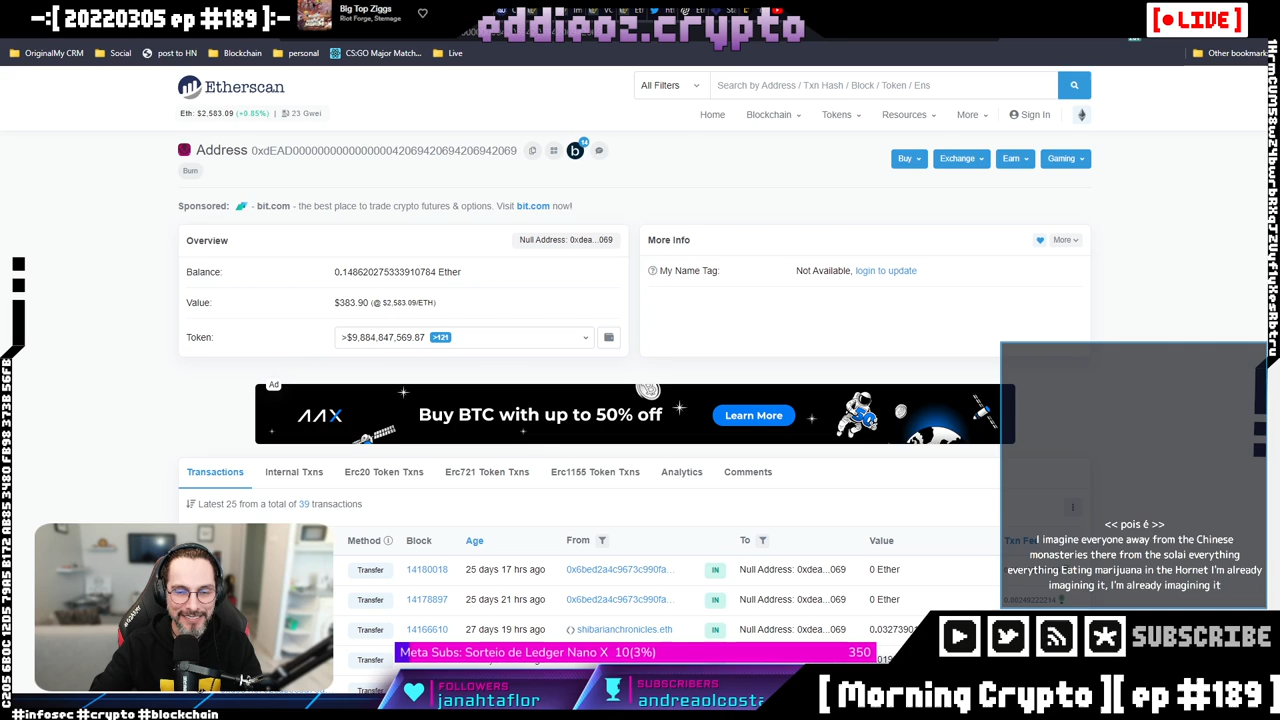 -:[ 20220305 ep #189 ]:-
Big Top Ziggs
Riot Forge, Stemage
eddieoz.crypto
[● LIVE ]
OriginalMy CRM
Social
post to HN
Blockchain
personal
CS:GO Major Match...
Live
Other bookmark
Etherscan
All Filters
Search by Address / Txn Hash / Block / Token / Ens
Eth: $2,583.09 (+0.85%) | 23 Gwei
Home
Blockchain
Tokens
Resources
More
Sign In
Address 0xdEAD000000000000000042069420694206942069
14
Burn
Buy
Exchange
Earn
Gaming
Sponsored: - bit.com - the best place to trade crypto futures & options. Visit bit.com now!
Overview
Null Address: 0xdea...069
Balance:
0.148620275333910784 Ether
Value:
$383.90 (@ $2,583.09/ETH)
Token:
>$9,884,847,569.87 >121
More Info
More
My Name Tag:
Not Available, login to update
Ad
AAX
Buy BTC with up to 50% off
Learn More
Transactions
Internal Txns
Erc20 Token Txns
Erc721 Token Txns
Erc1155 Token Txns
Analytics
Comments
Latest 25 from a total of 39 transactions
Method
Block
Age
From
To
Value
Transfer
14180018
25 days 17 hrs ago
0x6bed2a4c9673c990fa...
IN
Null Address: 0xdea...069
0 Ether
Transfer
14178897
25 days 21 hrs ago
0x6bed2a4c9673c990fa...
IN
Null Address: 0xdea...069
0 Ether
Transfer
14166610
27 days 19 hrs ago
shibarianchronicles.eth
IN
Null Address: 0xdea...069
0.0327390
Transfer
Transfer
<< pois é >>
I imagine everyone away from the Chinese
monasteries there from the solai everything
everything Eating marijuana in the Hornet I'm already
imagining it, I'm already imagining it
Meta Subs: Sorteio de Ledger Nano X 10(3%)
350
FOLLOWERS
janahtaflor
SUBSCRIBERS
andreaolcosta
SUBSCRIBE
[ Morning Crypto ][ ep #189 ]
#infosec #crypto #blockchain